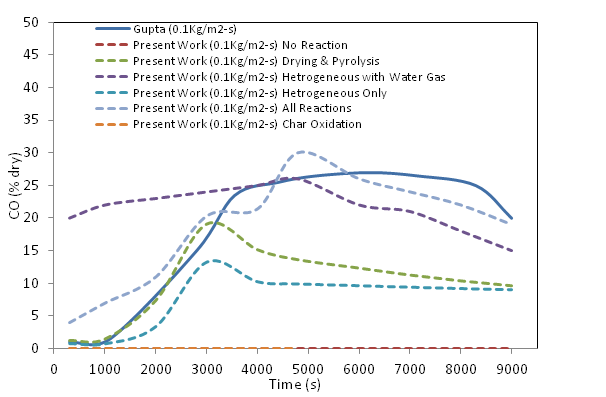 50
45
40
35
30
25
20
15
10
5
0
CO (% dry)
Gupta (0.1Kg/m2-s)
Present Work (0.1Kg/m2-s) No Reaction
Present Work (0.1Kg/m2-s) Drying & Pyrolysis
Present Work (0.1Kg/m2-s) Hetrogeneous with Water Gas
Present Work (0.1Kg/m2-s) Hetrogeneous Only
Present Work (0.1Kg/m2-s) All Reactions
Present Work (0.1Kg/m2-s) Char Oxidation
0 1000 2000 3000 4000 5000 6000 7000 8000 9000
Time (s)